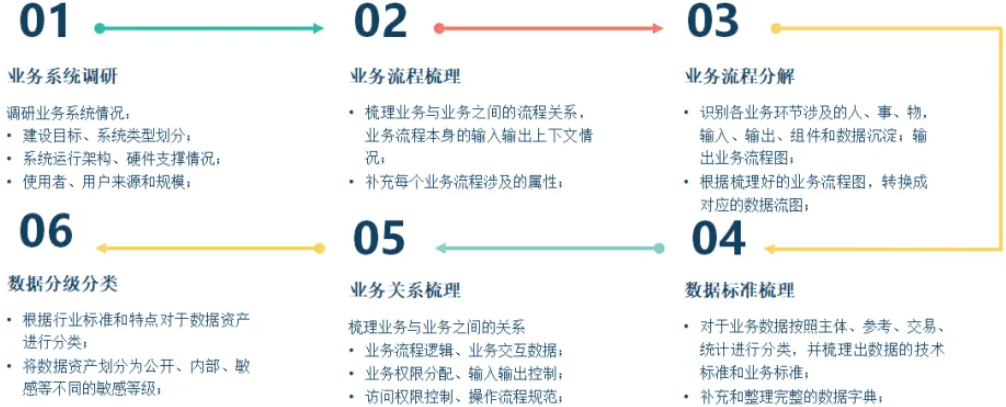 01
业务系统调研
调研业务系统情况：
• 建设目标、系统类型划分；
• 系统运行架构、硬件支撑情况；
• 使用者、用户来源和规模；
02
业务流程梳理
• 梳理业务与业务之间的流程关系，
业务流程本身的输入输出上下文情
况；
• 补充每个业务流程涉及的属性；
03
业务流程分解
• 识别各业务环节涉及的人、事、物，
输入、输出、组件和数据沉淀；输
出业务流程图；
• 根据梳理好的业务流程图，转换成
对应的数据流图；
04
数据标准梳理
• 对于业务数据按照主体、参考、交易、
统计进行分类，并梳理出数据的技术
标准和业务标准；
• 补充和整理完整的数据字典；
05
业务关系梳理
梳理业务与业务之间的关系
• 业务流程逻辑、业务交互数据；
• 业务权限分配、输入输出控制；
• 访问权限控制、操作流程规范；
06
数据分级分类
• 根据行业标准和特点对于数据资产
进行分类；
• 将数据资产划分为公开、内部、敏
感等不同的敏感等级；